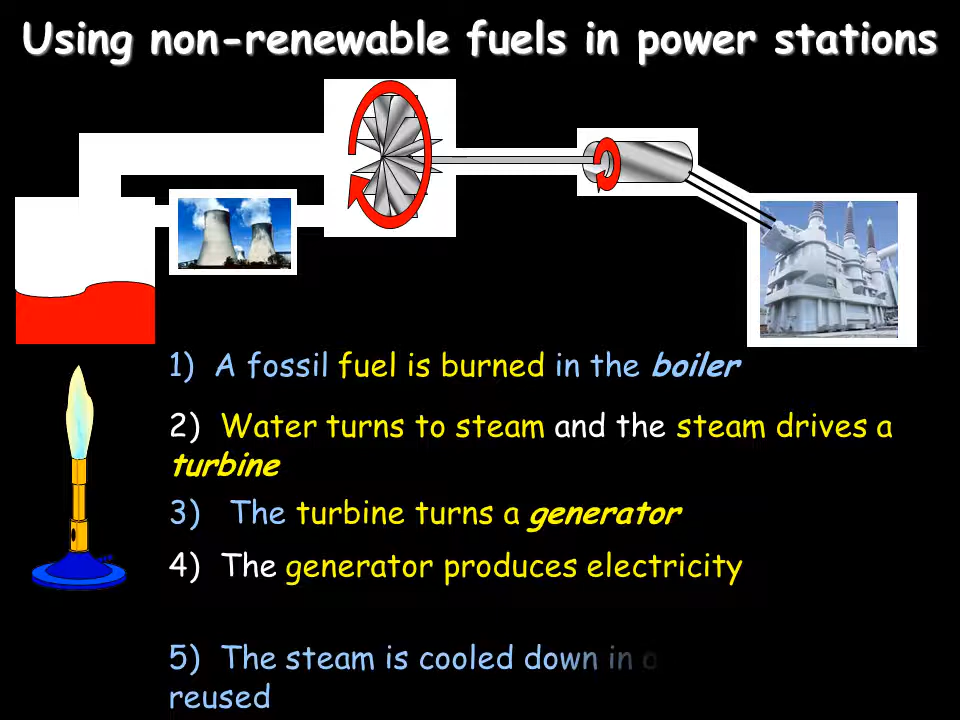 Using non-renewable fuels in power stations
1) A fossil fuel is burned in the boiler
2) Water turns to steam and the steam drives a
turbine
3) The turbine turns a generator
4) The generator produces electricity
5) The steam is cooled down in
reused